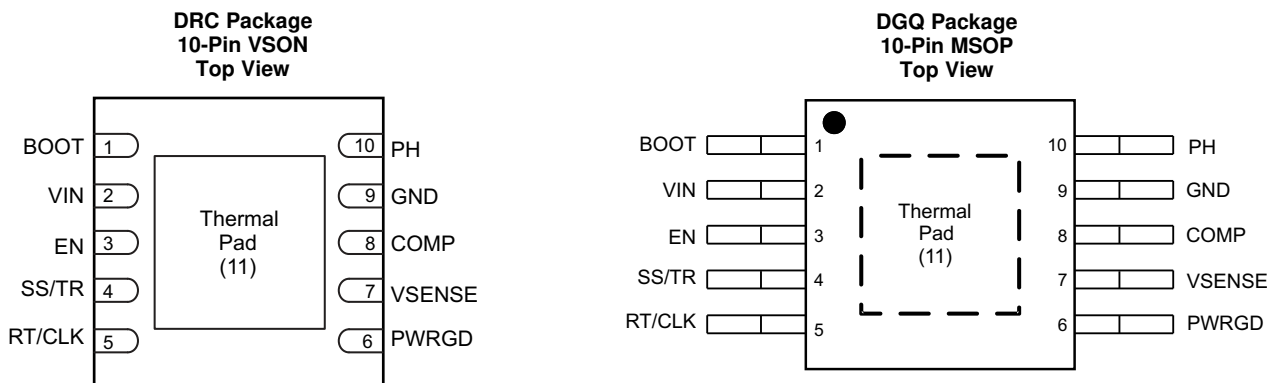 DRC Package
10-Pin VSON
Top View
BOOT 1
10 PH
VIN 2
9 GND
EN 3
8 COMP
SS/TR 4
7 VSENSE
RT/CLK 5
6 PWRGD
Thermal
Pad
(11)
DGQ Package
10-Pin MSOP
Top View
BOOT 1
10 PH
VIN 2
9 GND
EN 3
8 COMP
SS/TR 4
7 VSENSE
RT/CLK 5
6 PWRGD
Thermal
Pad
(11)